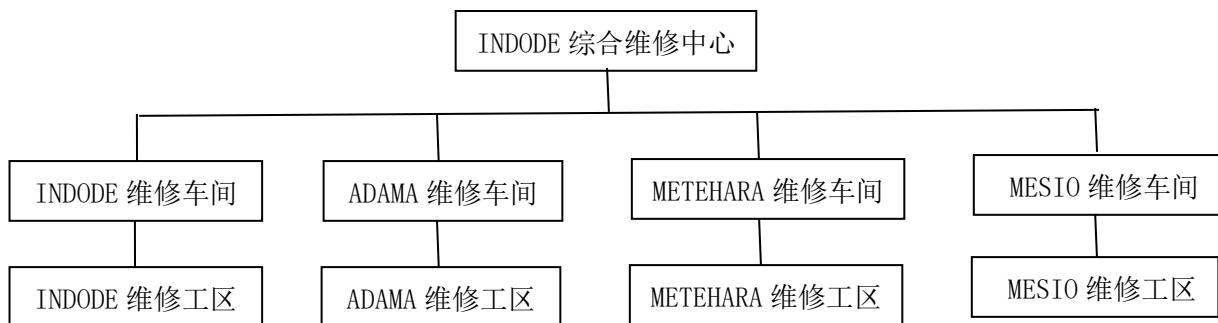 INDODE 综合维修中心
INDODE 维修车间
ADAMA 维修车间
METEHARA 维修车间
MESIO 维修车间
INDODE 维修工区
ADAMA 维修工区
METEHARA 维修工区
MESIO 维修工区